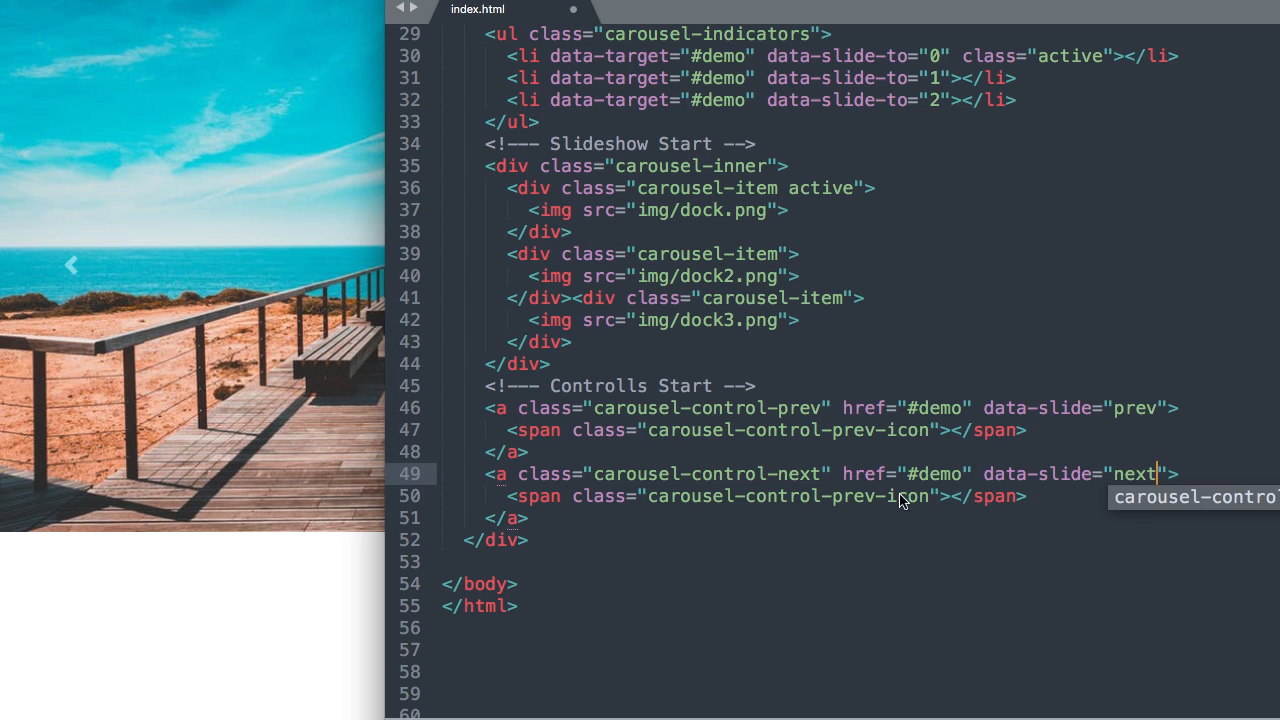 index.html
29 <ul class="carousel-indicators">
30 <li data-target="#demo" data-slide-to="0" class="active"></li>
31 <li data-target="#demo" data-slide-to="1"></li>
32 <li data-target="#demo" data-slide-to="2"></li>
33 </ul>
34 <!--- Slideshow Start -->
35 <div class="carousel-inner">
36 <div class="carousel-item active">
37 <img src="img/dock.png">
38 </div>
39 <div class="carousel-item">
40 <img src="img/dock2.png">
41 </div><div class="carousel-item">
42 <img src="img/dock3.png">
43 </div>
44 </div>
45 <!--- Controlls Start -->
46 <a class="carousel-control-prev" href="#demo" data-slide="prev">
47 <span class="carousel-control-prev-icon"></span>
48 </a>
49 <a class="carousel-control-next" href="#demo" data-slide="next">
50 <span class="carousel-control-prev-icon"></span>
carousel-control
51 </a>
52 </div>
53
54 </body>
55 </html>
56
57
58
59
60